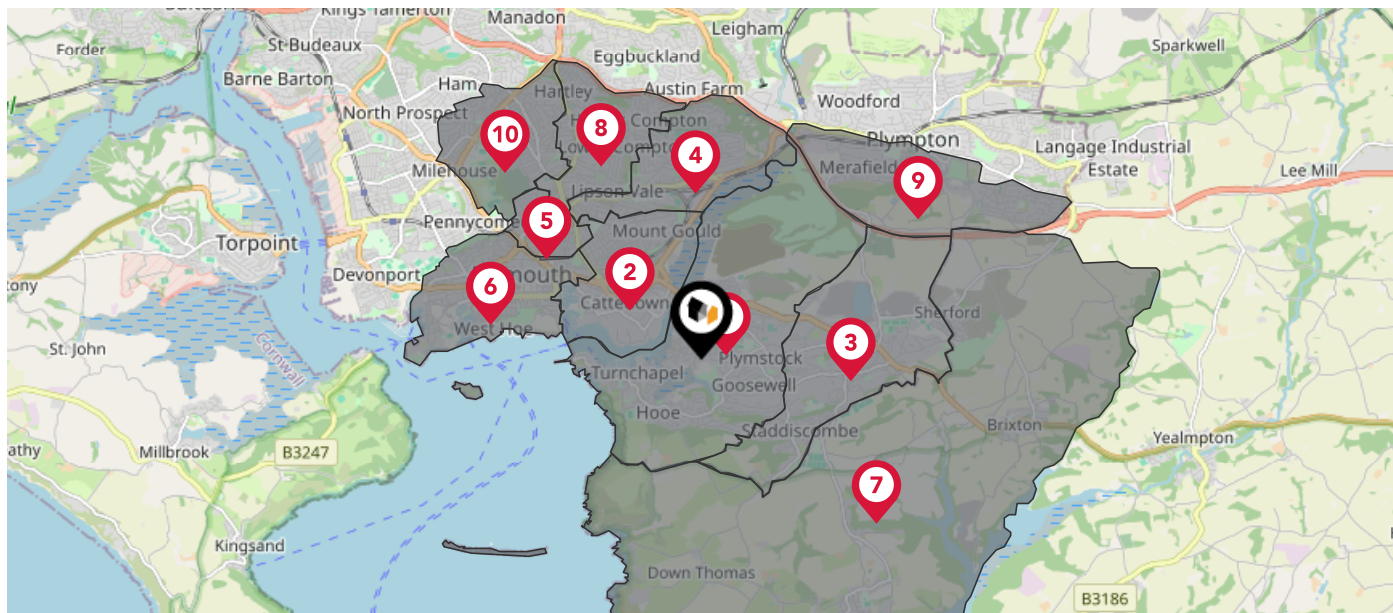 Kings Tamerton
Manadon
Leigham
Forder
St Budeaux
Eggbuckland
Sparkwell
Barne Barton
Ham
Hartley
Austin Farm
Woodford
North Prospect
10
8
Compton
4
Plympton
Langage Industrial
Estate
Lee Mill
Milehouse
Lipson Vale
Merafield
9
Pennycome
5
Mount Gould
Torpoint
Devonport
6
mouth
2
Cattedown
Sherford
West Hoe
St. John
Cornwall
3
Plymstock
Turnchapel
Goosewell
Hooe
Staddiscombe
Brixton
Millbrook
B3247
Yealmpton
7
Kingsand
Down Thomas
B3186